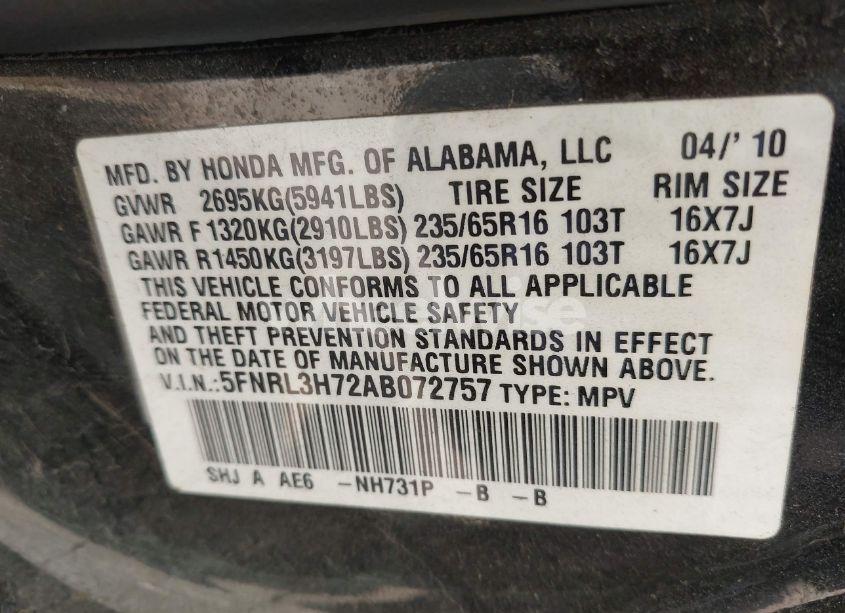 MFD. BY HONDA MFG. OF ALABAMA, LLC 04/' 10
GVWR 2695KG(5941LBS) TIRE SIZE RIM SIZE
GAWR F 1320KG(2910LBS) 235/65R16 103T 16X7J
GAWR R1450KG(3197LBS) 235/65R16 103T 16X7J
THIS VEHICLE CONFORMS TO ALL APPLICABLE
FEDERAL MOTOR VEHICLE SAFETY
AND THEFT PREVENTION STANDARDS IN EFFECT
ON THE DATE OF MANUFACTURE SHOWN ABOVE.
V.I.N.:5FNRL3H72AB072757 TYPE: MPV
SHJ A AE6 -NH731P -B -B